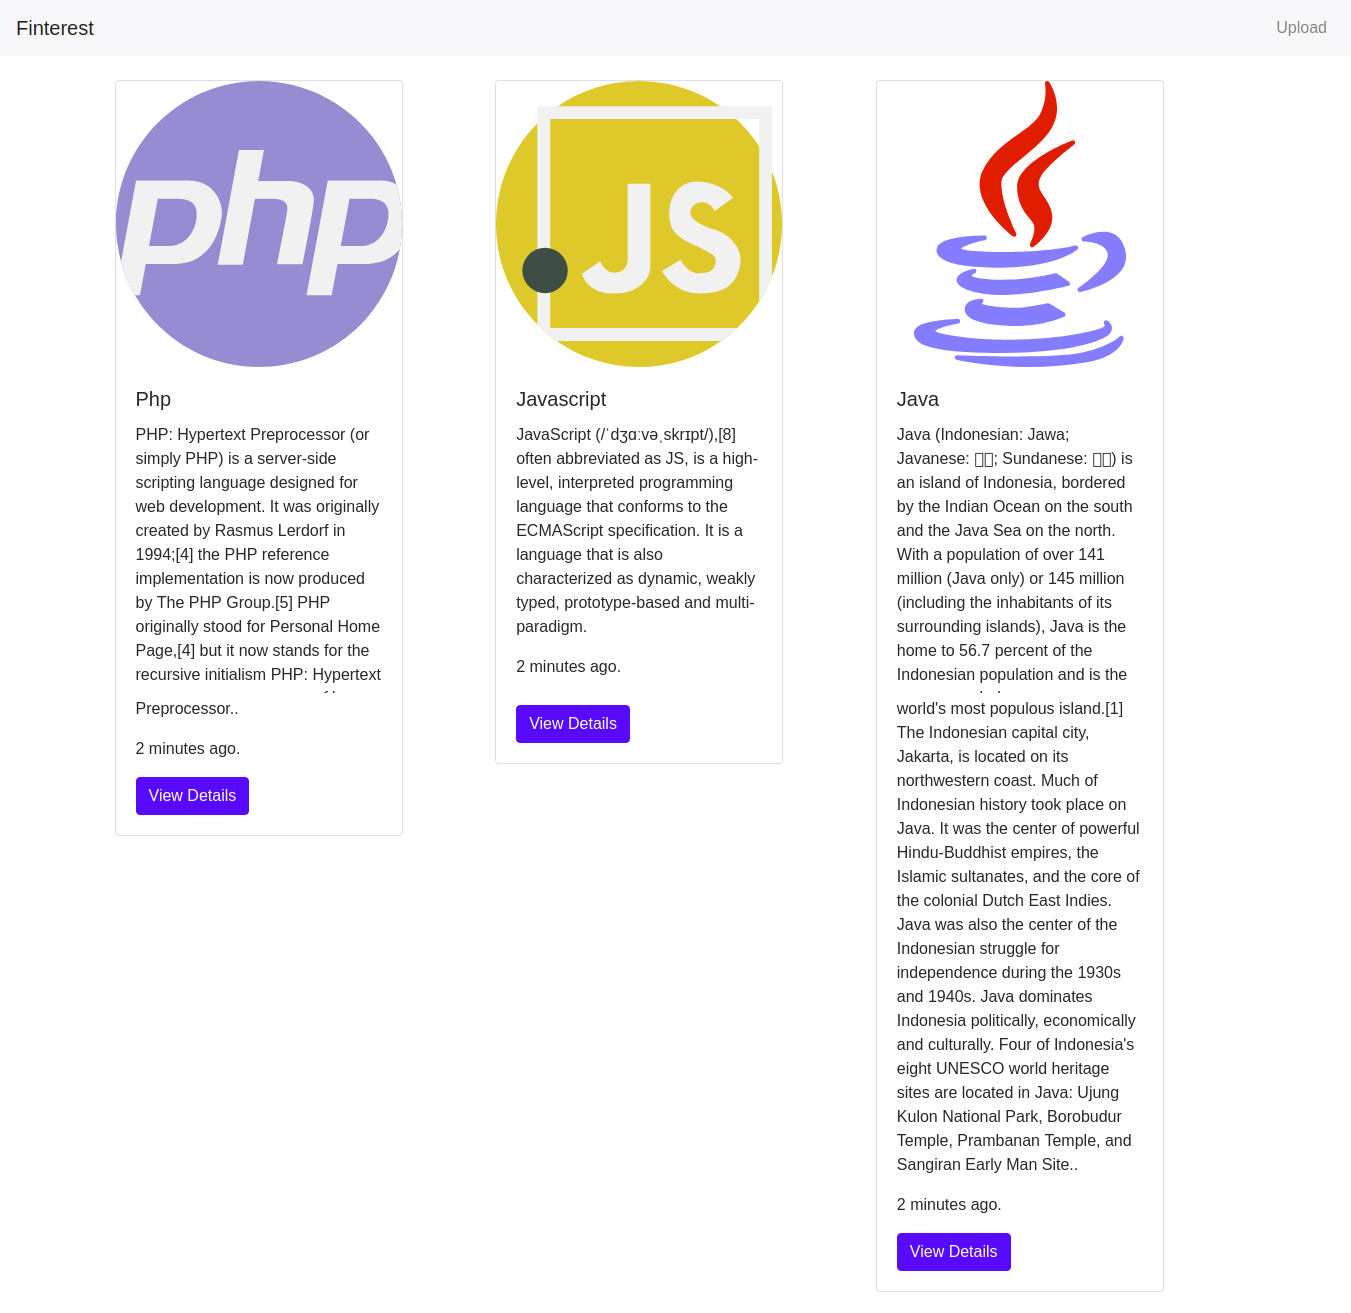 Finterest
Upload
php
Php
PHP: Hypertext Preprocessor (or
simply PHP) is a server-side
scripting language designed for
web development. It was originally
created by Rasmus Lerdorf in
1994;[4] the PHP reference
implementation is now produced
by The PHP Group.[5] PHP
originally stood for Personal Home
Page,[4] but it now stands for the
recursive initialism PHP: Hypertext
Preprocessor..
2 minutes ago.
View Details
JS
Javascript
JavaScript (/ˈdʒɑːvəˌskrɪpt/),[8]
often abbreviated as JS, is a high-
level, interpreted programming
language that conforms to the
ECMAScript specification. It is a
language that is also
characterized as dynamic, weakly
typed, prototype-based and multi-
paradigm.
2 minutes ago.
View Details
Java
Java (Indonesian: Jawa;
Javanese: ; Sundanese: ) is
an island of Indonesia, bordered
by the Indian Ocean on the south
and the Java Sea on the north.
With a population of over 141
million (Java only) or 145 million
(including the inhabitants of its
surrounding islands), Java is the
home to 56.7 percent of the
Indonesian population and is the
world's most populous island.[1]
The Indonesian capital city,
Jakarta, is located on its
northwestern coast. Much of
Indonesian history took place on
Java. It was the center of powerful
Hindu-Buddhist empires, the
Islamic sultanates, and the core of
the colonial Dutch East Indies.
Java was also the center of the
Indonesian struggle for
independence during the 1930s
and 1940s. Java dominates
Indonesia politically, economically
and culturally. Four of Indonesia's
eight UNESCO world heritage
sites are located in Java: Ujung
Kulon National Park, Borobudur
Temple, Prambanan Temple, and
Sangiran Early Man Site..
2 minutes ago.
View Details